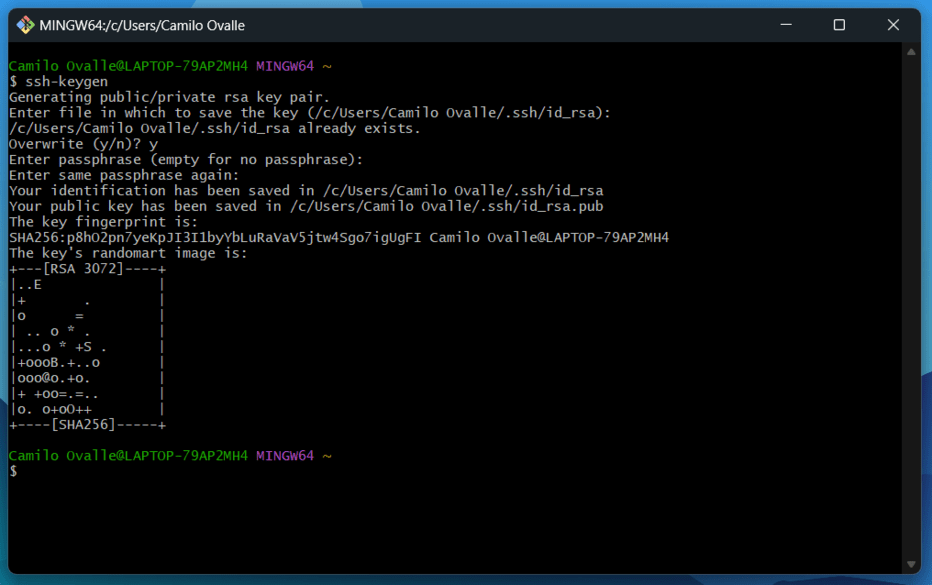 MINGW64:/c/Users/Camilo Ovalle
Camilo Ovalle@LAPTOP-79AP2MH4 MINGW64 ~
$ ssh-keygen
Generating public/private rsa key pair.
Enter file in which to save the key (/c/Users/Camilo Ovalle/.ssh/id_rsa):
/c/Users/Camilo Ovalle/.ssh/id_rsa already exists.
Overwrite (y/n)? y
Enter passphrase (empty for no passphrase):
Enter same passphrase again:
Your identification has been saved in /c/Users/Camilo Ovalle/.ssh/id_rsa
Your public key has been saved in /c/Users/Camilo Ovalle/.ssh/id_rsa.pub
The key fingerprint is:
SHA256:p8hO2pn7yeKpJI3I1byYbLuRaVaV5jtw4Sgo7igUgFI Camilo Ovalle@LAPTOP-79AP2MH4
The key's randomart image is:
+---[RSA 3072]----+
|..E              |
|+       .        |
|o      =         |
| .. o * .        |
|...o * +S .      |
|+oooB.+..o       |
|ooo@o.+o.        |
|+ +oo=.=..       |
|o. o+oO++        |
+----[SHA256]-----+
Camilo Ovalle@LAPTOP-79AP2MH4 MINGW64 ~
$